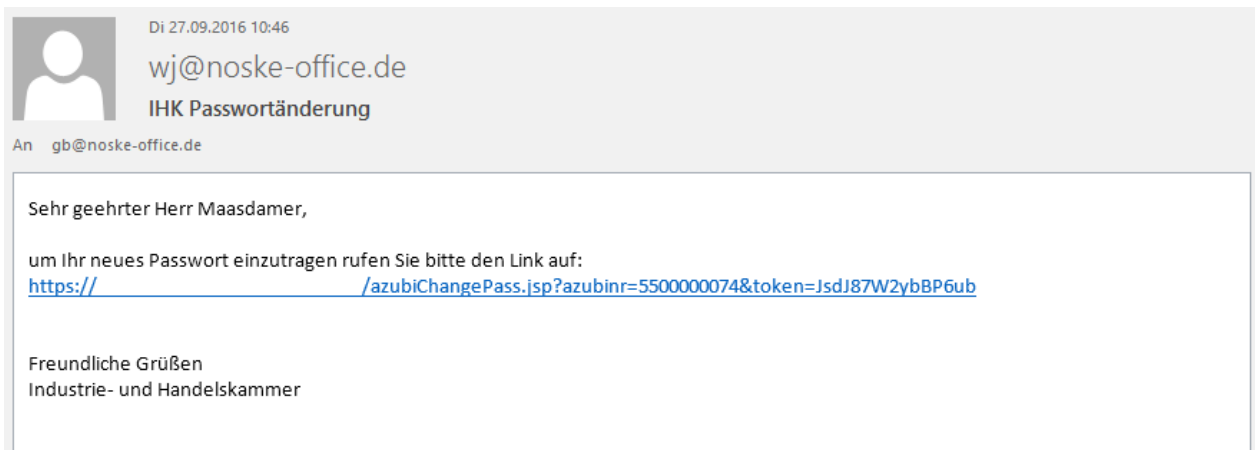 Di 27.09.2016 10:46
wj@noske-office.de
IHK Passwortänderung
An gb@noske-office.de
Sehr geehrter Herr Maasdamer,
um Ihr neues Passwort einzutragen rufen Sie bitte den Link auf:
https:// /azubiChangePass.jsp?azubinr=5500000074&token=JsdJ87W2ybBP6ub
Freundliche Grüßen
Industrie- und Handelskammer